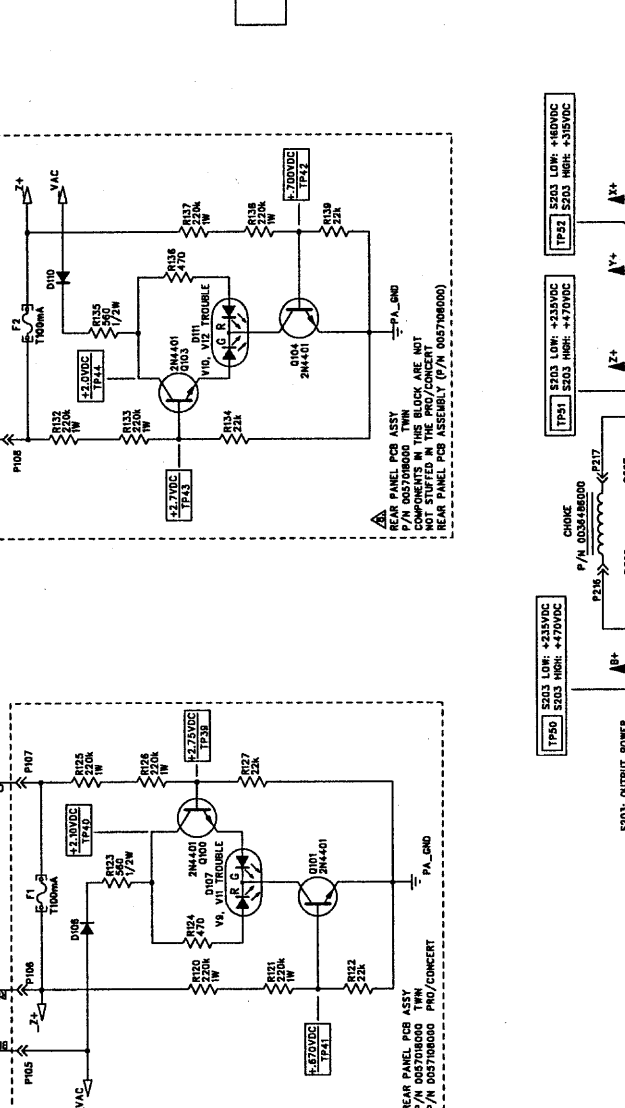 Z+
VAC
F2
T100mA
D110
R135
560
1/2W
+2.0VDC
TP44
R137
220k
1W
R138
220k
1W
R139
22k
+.700VDC
TP42
R136
470
D111
V10, V12 TROUBLE
G R
2N4401
Q103
Q104
2N4401
PA_GND
P108
R132
220k
1W
R133
220k
1W
R134
22k
+2.7VDC
TP43
REAR PANEL PCB ASSY
P/N 0057018000 TWIN
COMPONENTS IN THIS BLOCK ARE NOT
NOT STUFFED IN THE PRO/CONCERT
REAR PANEL PCB ASSEMBLY (P/N 0057108000)
TP52
S203 LOW: +160VDC
S203 HIGH: +315VDC
X+
Y+
TP51
S203 LOW: +235VDC
S203 HIGH: +470VDC
Z+
CHOKE
P/N 0036486000
P217
P216
TP50
S203 LOW: +235VDC
S203 HIGH: +470VDC
B+
P107
R125
220k
1W
R126
220k
1W
+2.75VDC
TP39
R127
22k
+2.10VDC
TP40
F1
T100mA
R123
560
1/2W
2N4401
Q100
D107
V9, V11 TROUBLE
R G
D106
R124
470
Q101
2N4401
PA_GND
P106
Z+
R120
220k
1W
R121
220k
1W
R122
22k
+.670VDC
TP41
P105
VAC
REAR PANEL PCB ASSY
P/N 0057018000 TWIN
P/N 0057108000 PRO/CONCERT